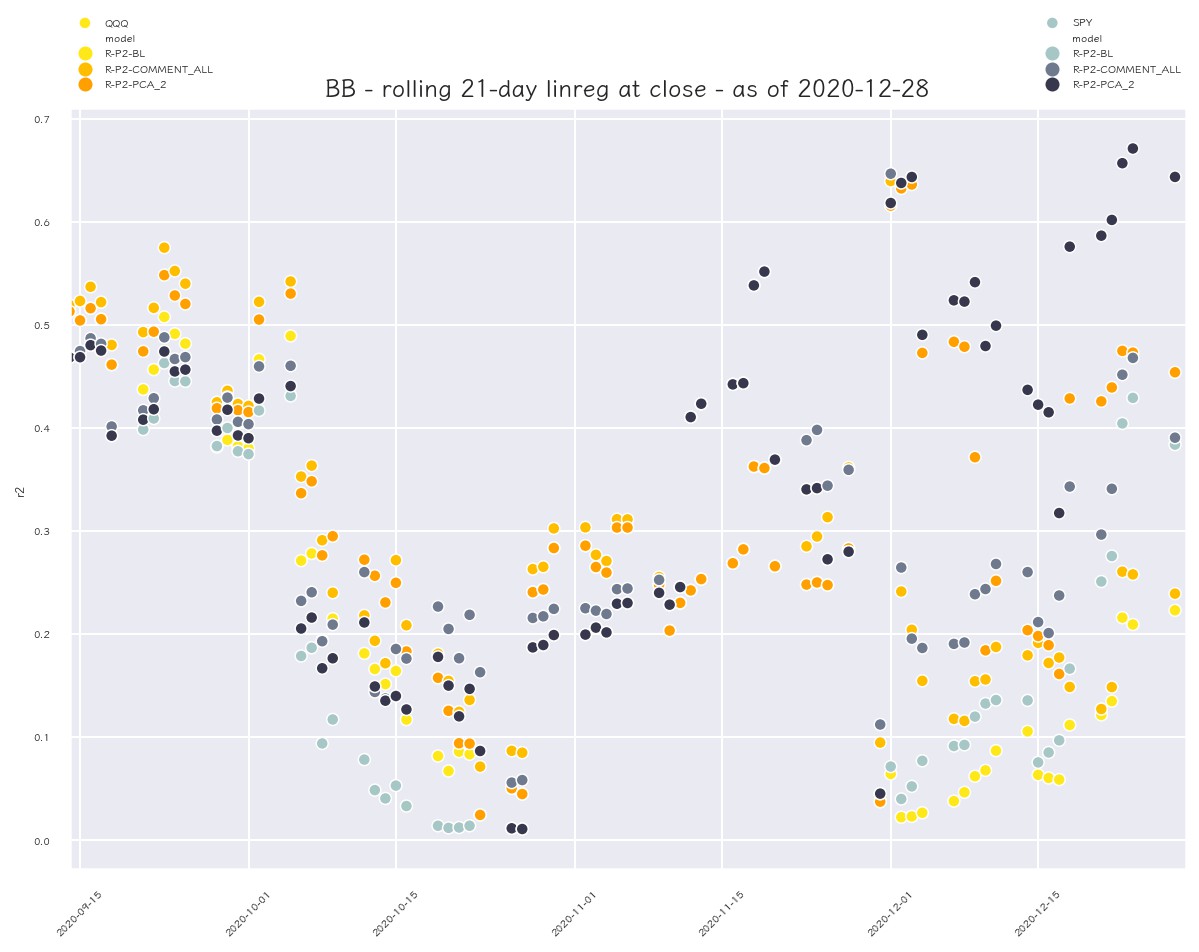 QQQ
model
R-P2-BL
R-P2-COMMENT_ALL
R-P2-PCA_2
SPY
model
R-P2-BL
R-P2-COMMENT_ALL
R-P2-PCA_2
BB - rolling 21-day linreg at close - as of 2020-12-28
r2
0.7
0.6
0.5
0.4
0.3
0.2
0.1
0.0
2020-09-15
2020-10-01
2020-10-15
2020-11-01
2020-11-15
2020-12-01
2020-12-15